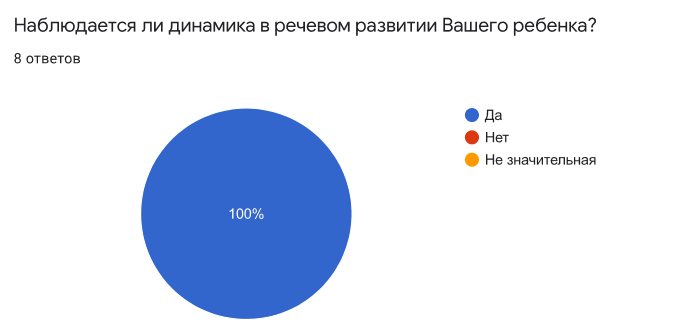 Наблюдается ли динамика в речевом развитии Вашего ребенка?
8 ответов
Да
Нет
Не значительная
100%